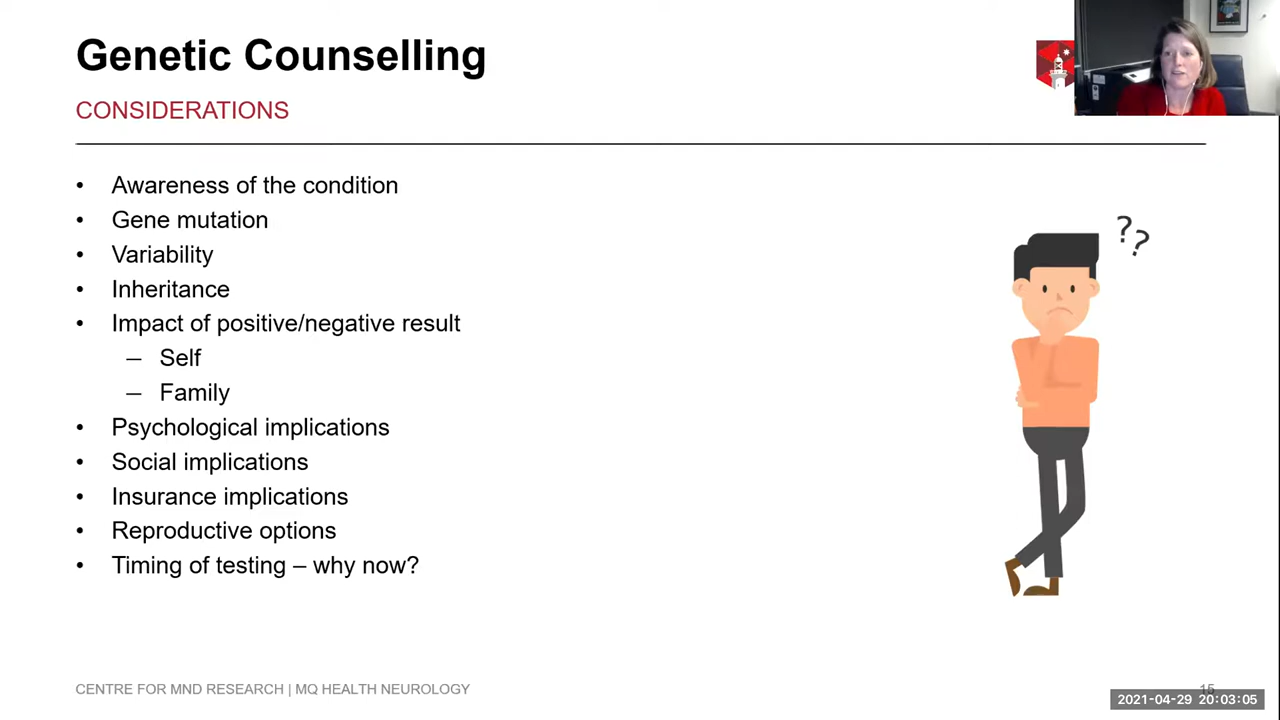 Genetic Counselling
CONSIDERATIONS
• Awareness of the condition
• Gene mutation
• Variability
• Inheritance
• Impact of positive/negative result
– Self
– Family
• Psychological implications
• Social implications
• Insurance implications
• Reproductive options
• Timing of testing – why now?
??
CENTRE FOR MND RESEARCH | MQ HEALTH NEUROLOGY
15
2021-04-29 20:03:05